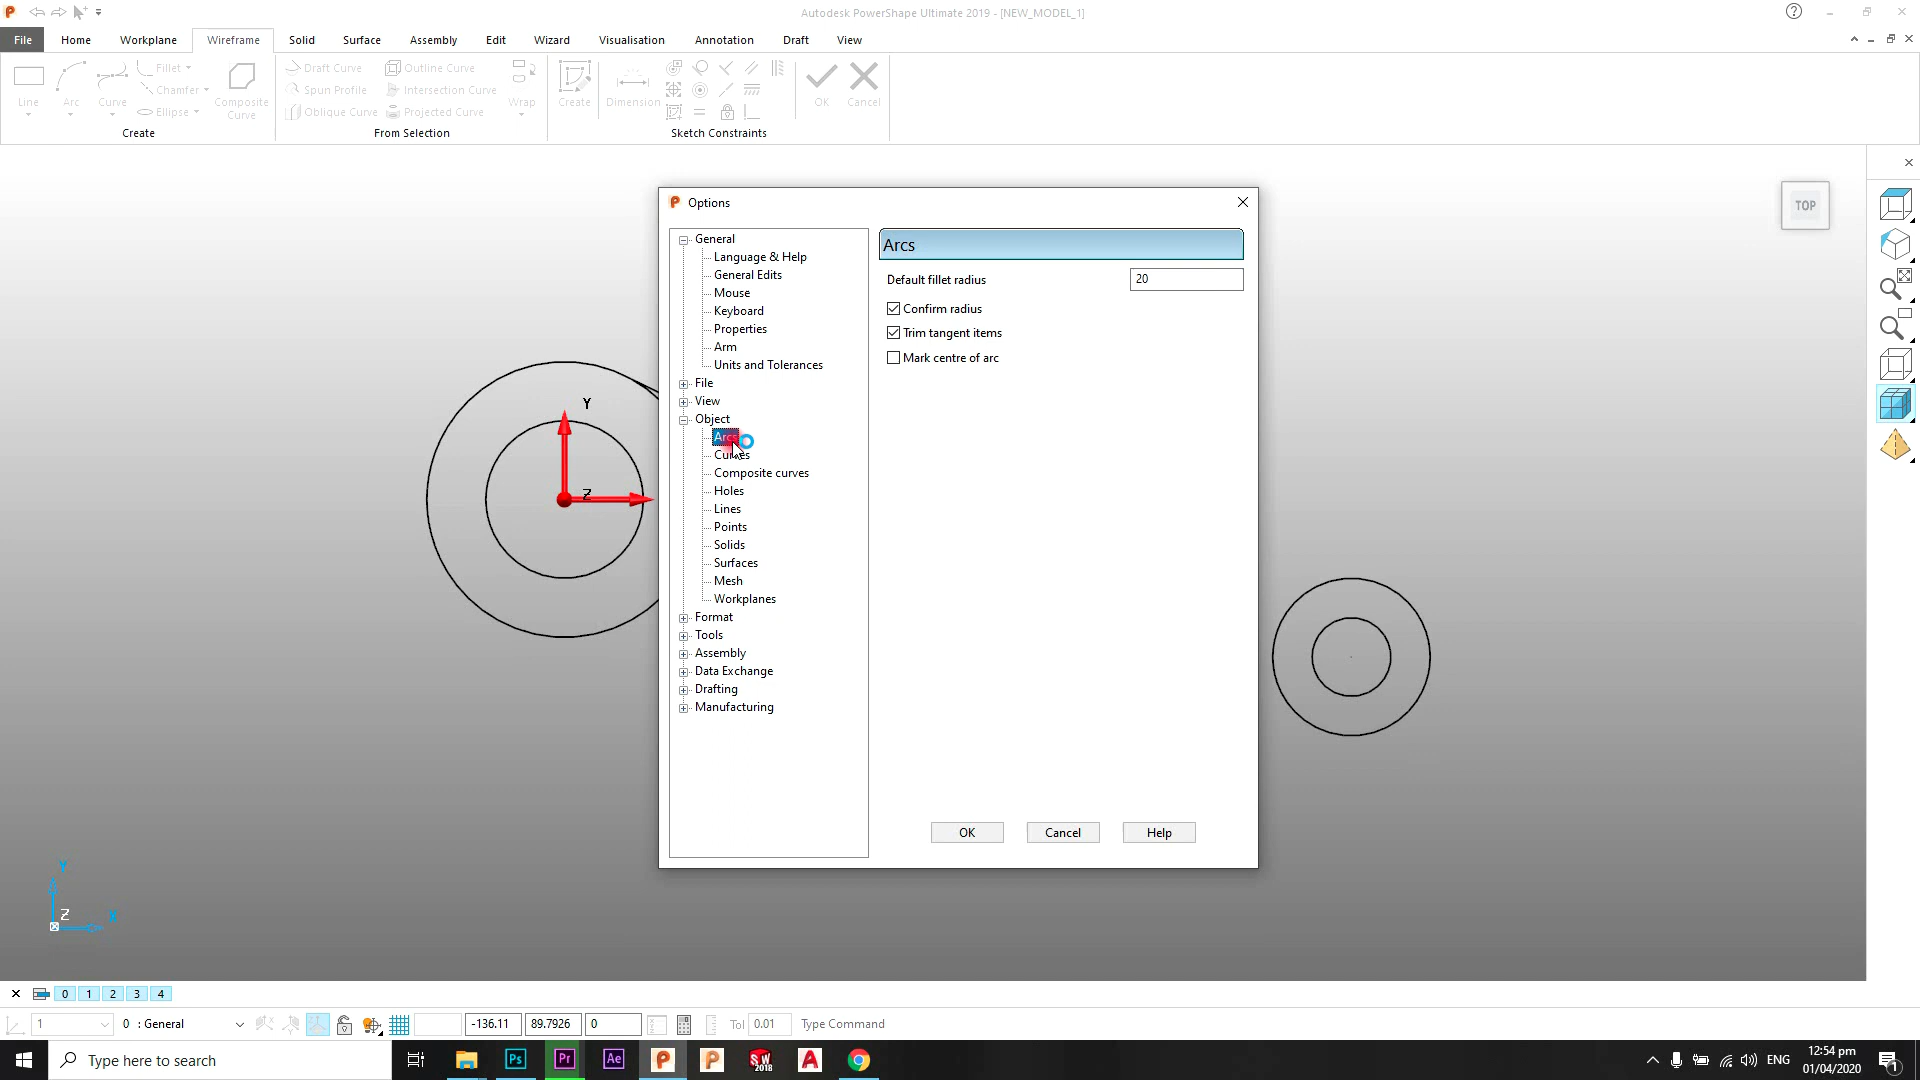 Autodesk PowerShape Ultimate 2019 - [NEW_MODEL_1]
File Home Workplane Wireframe Solid Surface Assembly Edit Wizard Visualisation Annotation Draft View
Line Arc Curve Fillet Chamfer Ellipse Composite Curve
Create
Draft Curve Outline Curve
Spun Profile Intersection Curve
Oblique Curve Projected Curve
Wrap
From Selection
Create Dimension OK Cancel
Sketch Constraints
TOP
Options
General
Language & Help
General Edits
Mouse
Keyboard
Properties
Arm
Units and Tolerances
File
View
Object
Arcs
Curves
Composite curves
Holes
Lines
Points
Solids
Surfaces
Mesh
Workplanes
Format
Tools
Assembly
Data Exchange
Drafting
Manufacturing
Arcs
Default fillet radius 20
Confirm radius
Trim tangent items
Mark centre of arc
OK Cancel Help
Y
Z
Y
Z X
0 1 2 3 4
1 0 : General -136.11 89.7926 0 Tol 0.01 Type Command
Type here to search
Ps Pr Ae P P SW 2018 A
ENG
12:54 pm
01/04/2020
1